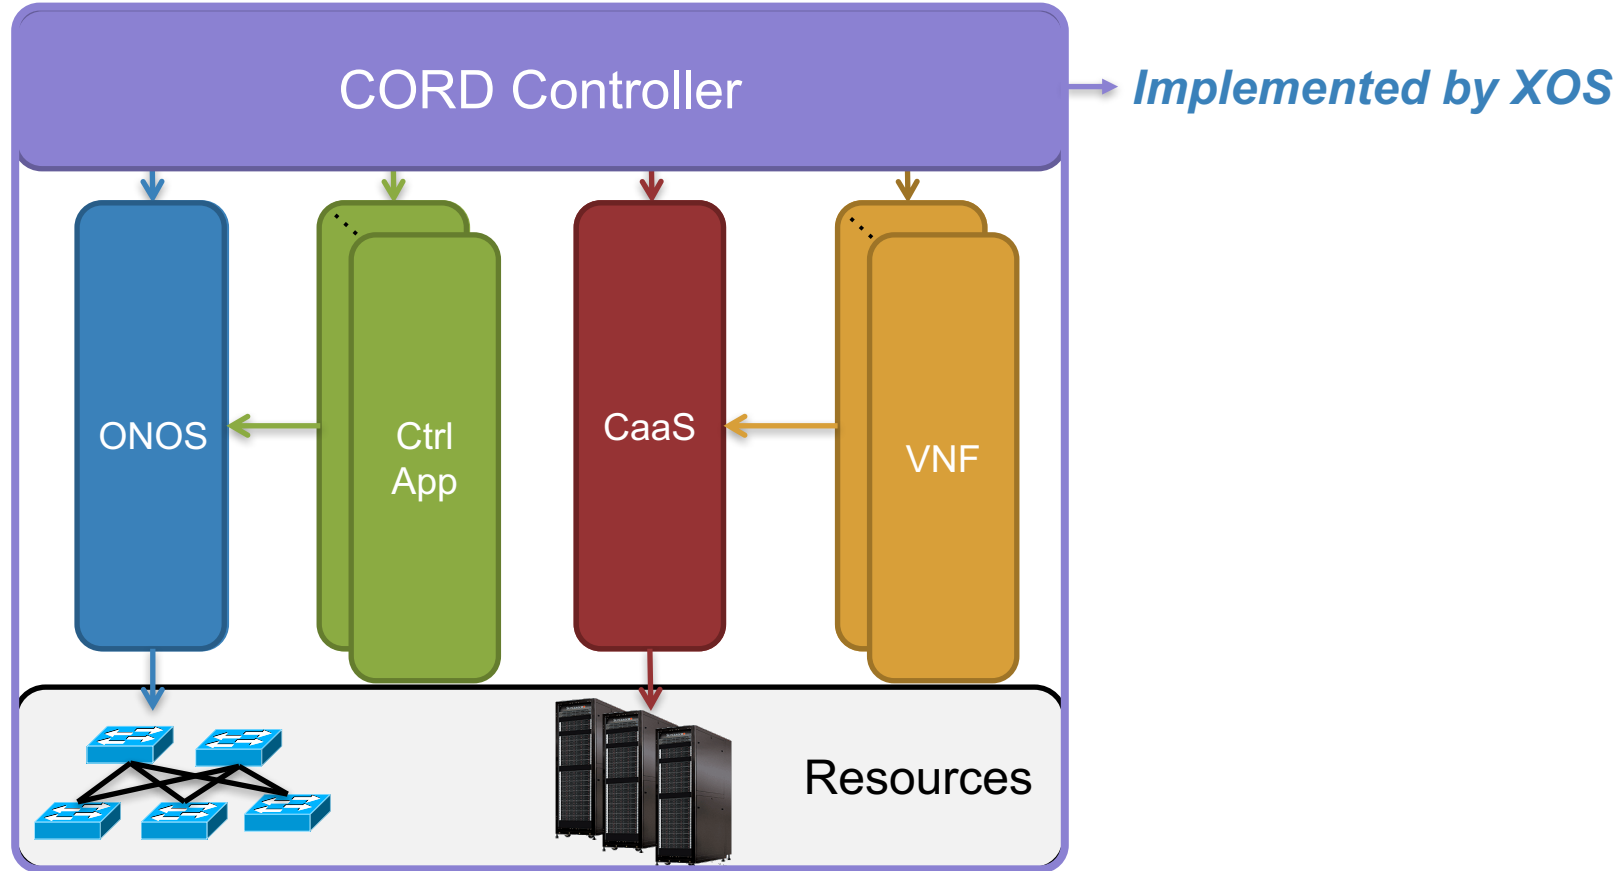 CORD Controller
Implemented by XOS
ONOS
Ctrl
App
CaaS
VNF
Resources